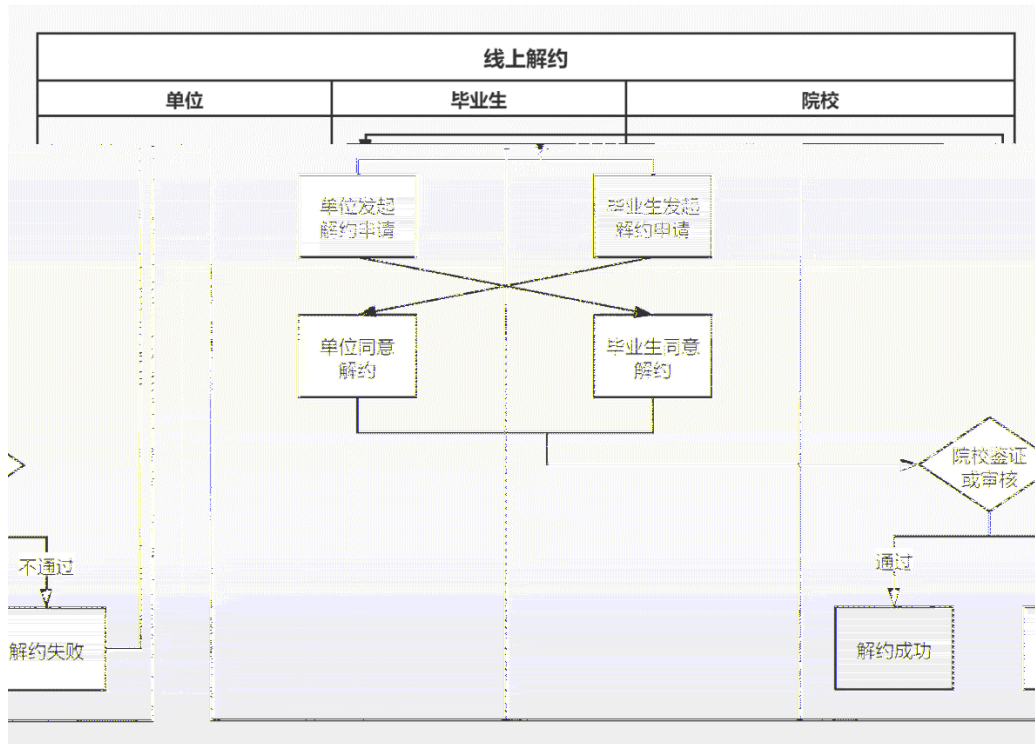 线上解约
单位
毕业生
院校
单位发起
解约申请
毕业生发起
解约申请
单位同意
解约
毕业生同意
解约
院校鉴证
或审核
不通过
通过
解约失败
解约成功